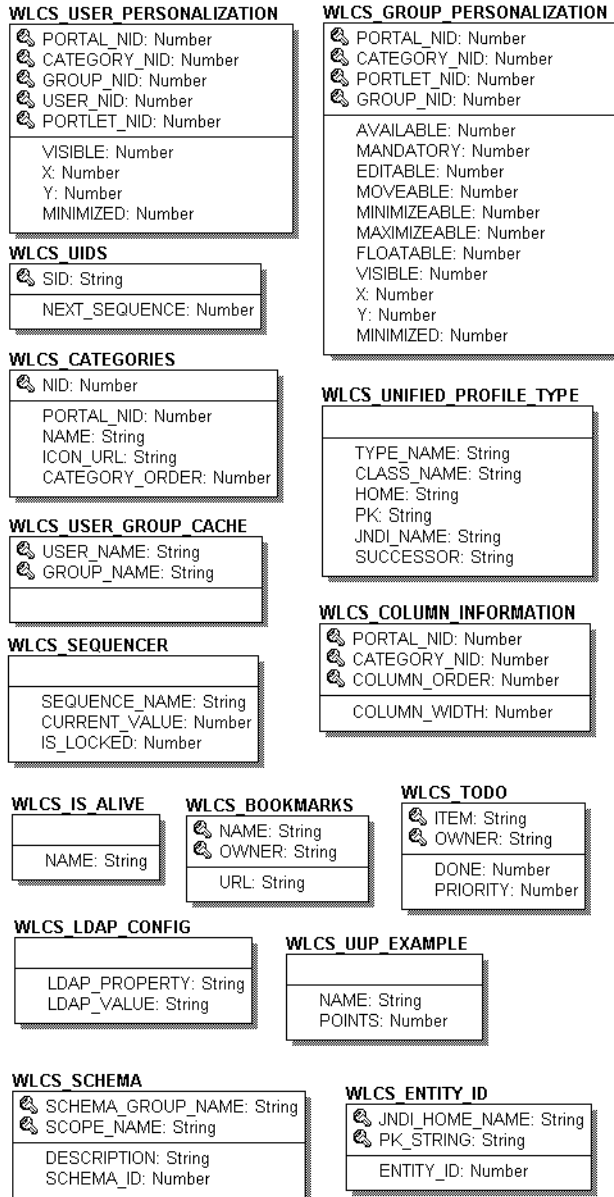 WLCS_USER_PERSONALIZATION
PORTAL_NID: Number
CATEGORY_NID: Number
GROUP_NID: Number
USER_NID: Number
PORTLET_NID: Number
VISIBLE: Number
X: Number
Y: Number
MINIMIZED: Number
WLCS_GROUP_PERSONALIZATION
PORTAL_NID: Number
CATEGORY_NID: Number
PORTLET_NID: Number
GROUP_NID: Number
AVAILABLE: Number
MANDATORY: Number
EDITABLE: Number
MOVEABLE: Number
MINIMIZEABLE: Number
MAXIMIZEABLE: Number
FLOATABLE: Number
VISIBLE: Number
X: Number
Y: Number
MINIMIZED: Number
WLCS_UIDS
SID: String
NEXT_SEQUENCE: Number
WLCS_CATEGORIES
NID: Number
PORTAL_NID: Number
NAME: String
ICON_URL: String
CATEGORY_ORDER: Number
WLCS_UNIFIED_PROFILE_TYPE
TYPE_NAME: String
CLASS_NAME: String
HOME: String
PK: String
JNDI_NAME: String
SUCCESSOR: String
WLCS_USER_GROUP_CACHE
USER_NAME: String
GROUP_NAME: String
WLCS_COLUMN_INFORMATION
PORTAL_NID: Number
CATEGORY_NID: Number
COLUMN_ORDER: Number
COLUMN_WIDTH: Number
WLCS_SEQUENCER
SEQUENCE_NAME: String
CURRENT_VALUE: Number
IS_LOCKED: Number
WLCS_IS_ALIVE
NAME: String
WLCS_BOOKMARKS
NAME: String
OWNER: String
URL: String
WLCS_TODO
ITEM: String
OWNER: String
DONE: Number
PRIORITY: Number
WLCS_LDAP_CONFIG
LDAP_PROPERTY: String
LDAP_VALUE: String
WLCS_UUP_EXAMPLE
NAME: String
POINTS: Number
WLCS_SCHEMA
SCHEMA_GROUP_NAME: String
SCOPE_NAME: String
DESCRIPTION: String
SCHEMA_ID: Number
WLCS_ENTITY_ID
JNDI_HOME_NAME: String
PK_STRING: String
ENTITY_ID: Number